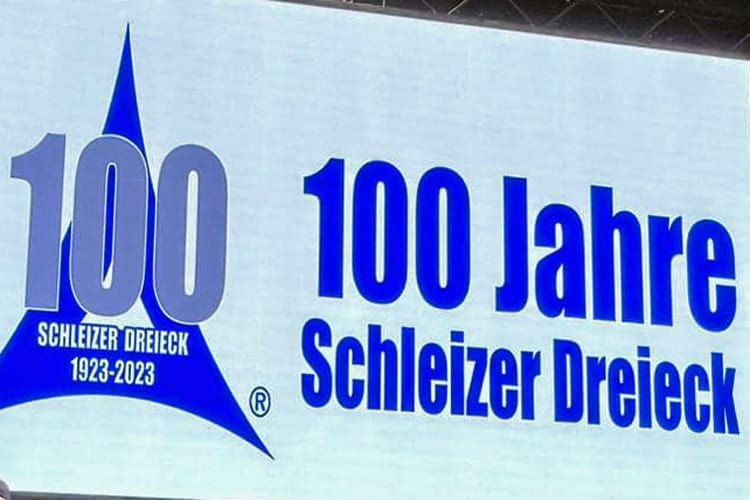 100
SCHLEIZER DREIECK
1923-2023
®
100 Jahre
Schleizer Dreieck